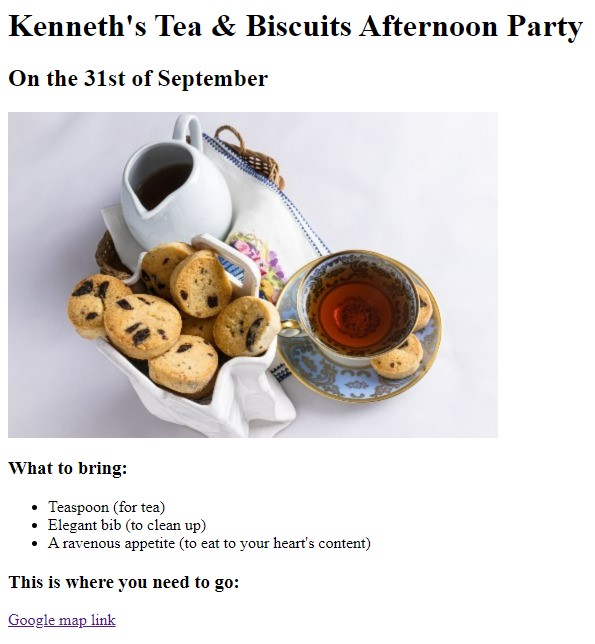 Kenneth's Tea & Biscuits Afternoon Party
On the 31st of September
What to bring:
Teaspoon (for tea)
Elegant bib (to clean up)
A ravenous appetite (to eat to your heart's content)
This is where you need to go:
Google map link